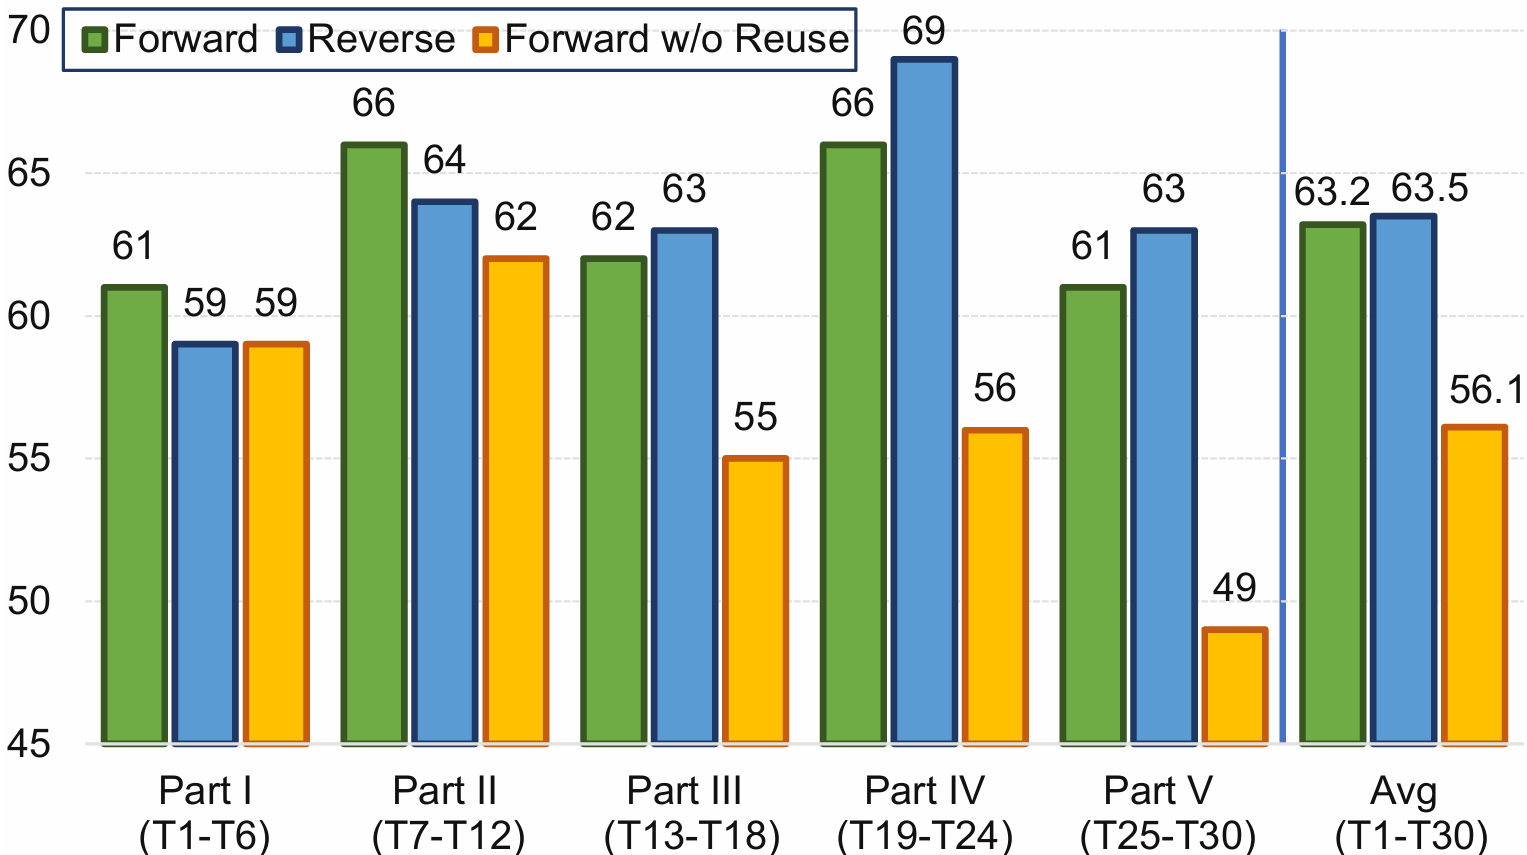 Forward Reverse Forward w/o Reuse
70
65
60
55
50
45
61 59 59
66 64 62
62 63 55
66 69 56
61 63 49
63.2 63.5 56.1
Part I
(T1-T6)
Part II
(T7-T12)
Part III
(T13-T18)
Part IV
(T19-T24)
Part V
(T25-T30)
Avg
(T1-T30)